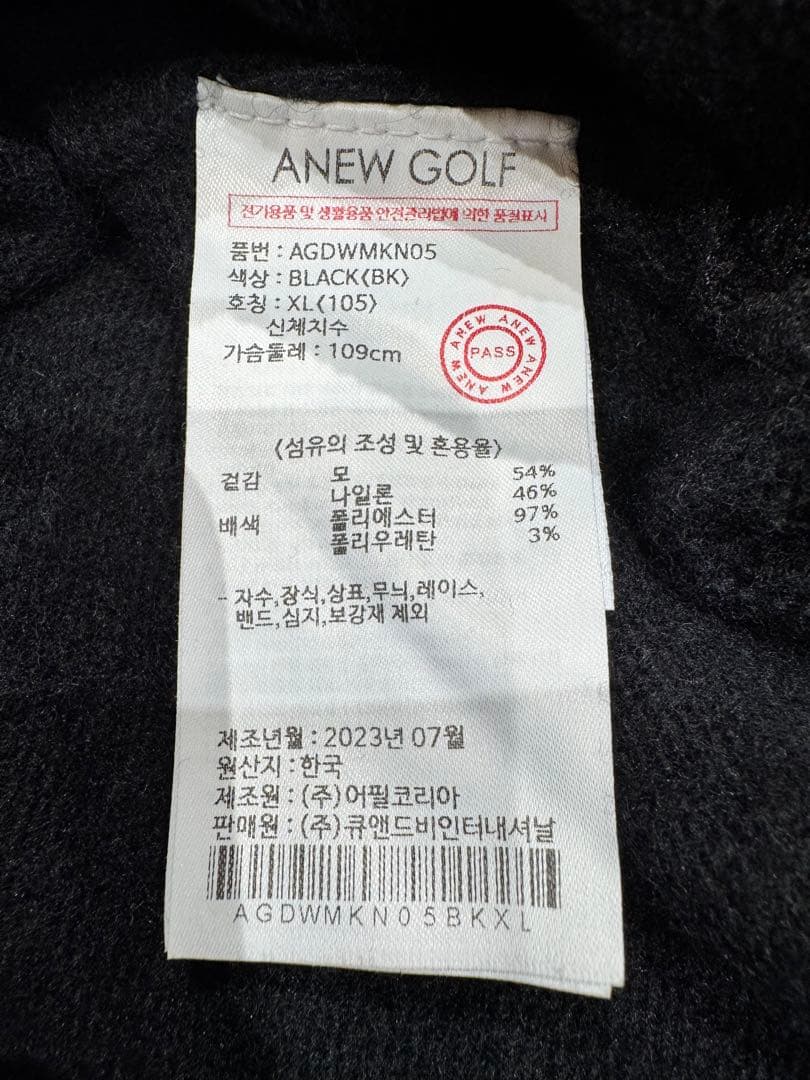 ANEW GOLF
전기용품 및 생활용품 안전관리법에 의한 품질표시
품번 : AGDWMKN05
색상 : BLACK<BK>
호칭 : XL<105>
신체치수
가슴둘레 : 109cm
ANEW ANEW ANEW ANEW
PASS
<섬유의 조성 및 혼용율>
겉감 모 54%
나일론 46%
배색 폴리에스터 97%
폴리우레탄 3%
- 자수,장식,상표,무늬,레이스,
밴드,심지,보강재 제외
제조년월 : 2023년 07월
원산지 : 한국
제조원 : (주)어필코리아
판매원 : (주)큐앤드비인터내셔날
AGDWMKN05BKXL